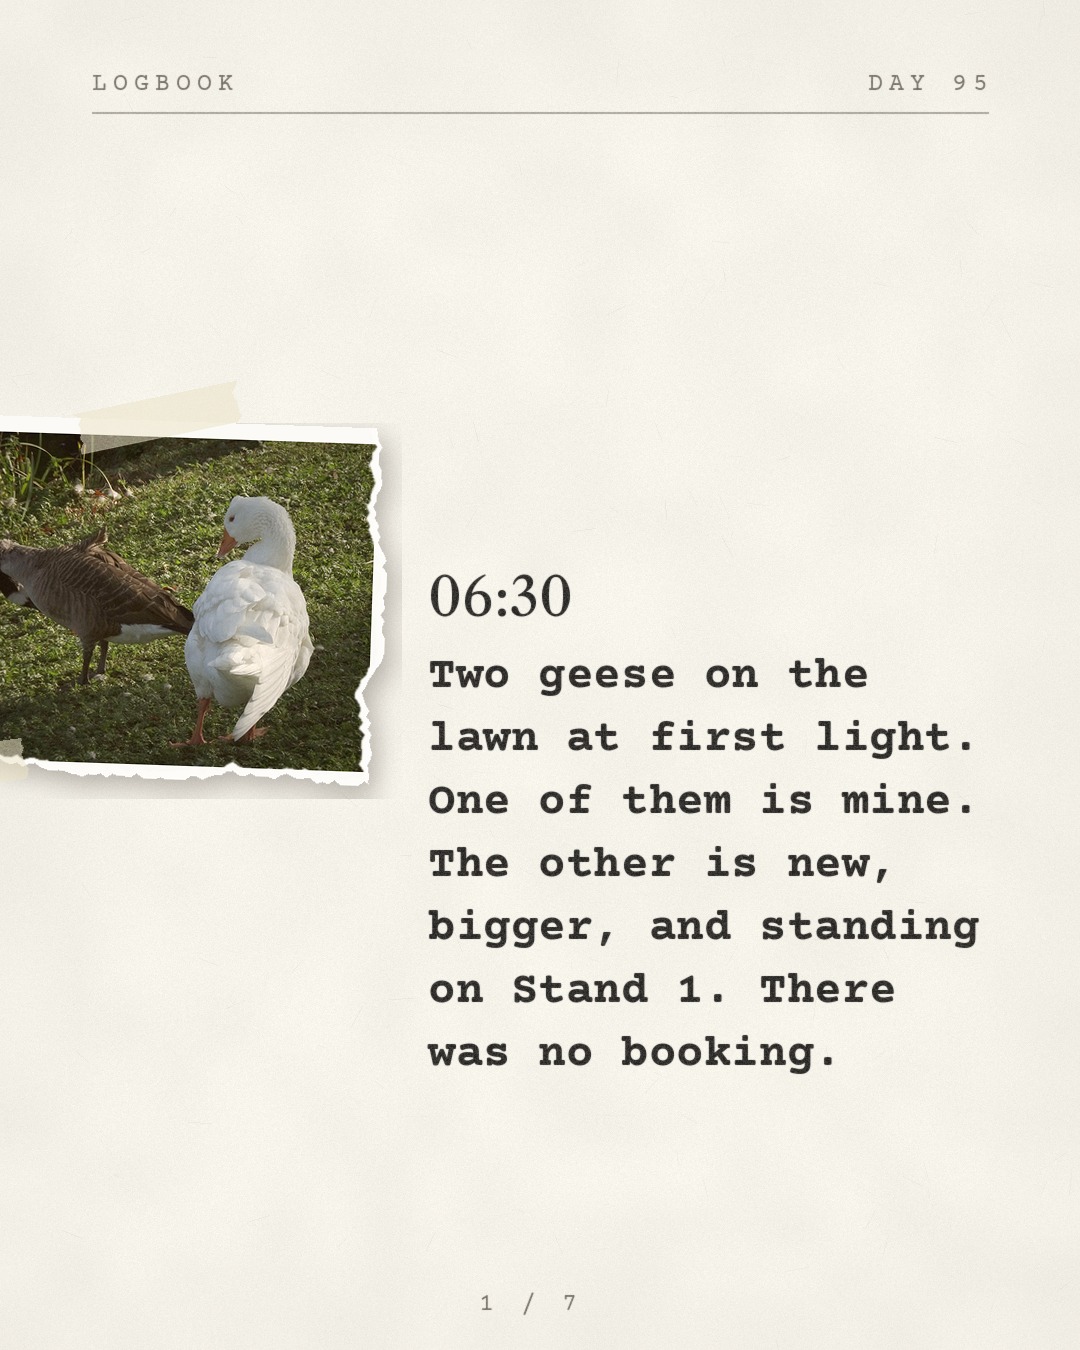 LOGBOOK DAY 95
06:30
Two geese on the
lawn at first light.
One of them is mine.
The other is new,
bigger, and standing
on Stand 1. There
was no booking.
1 / 7